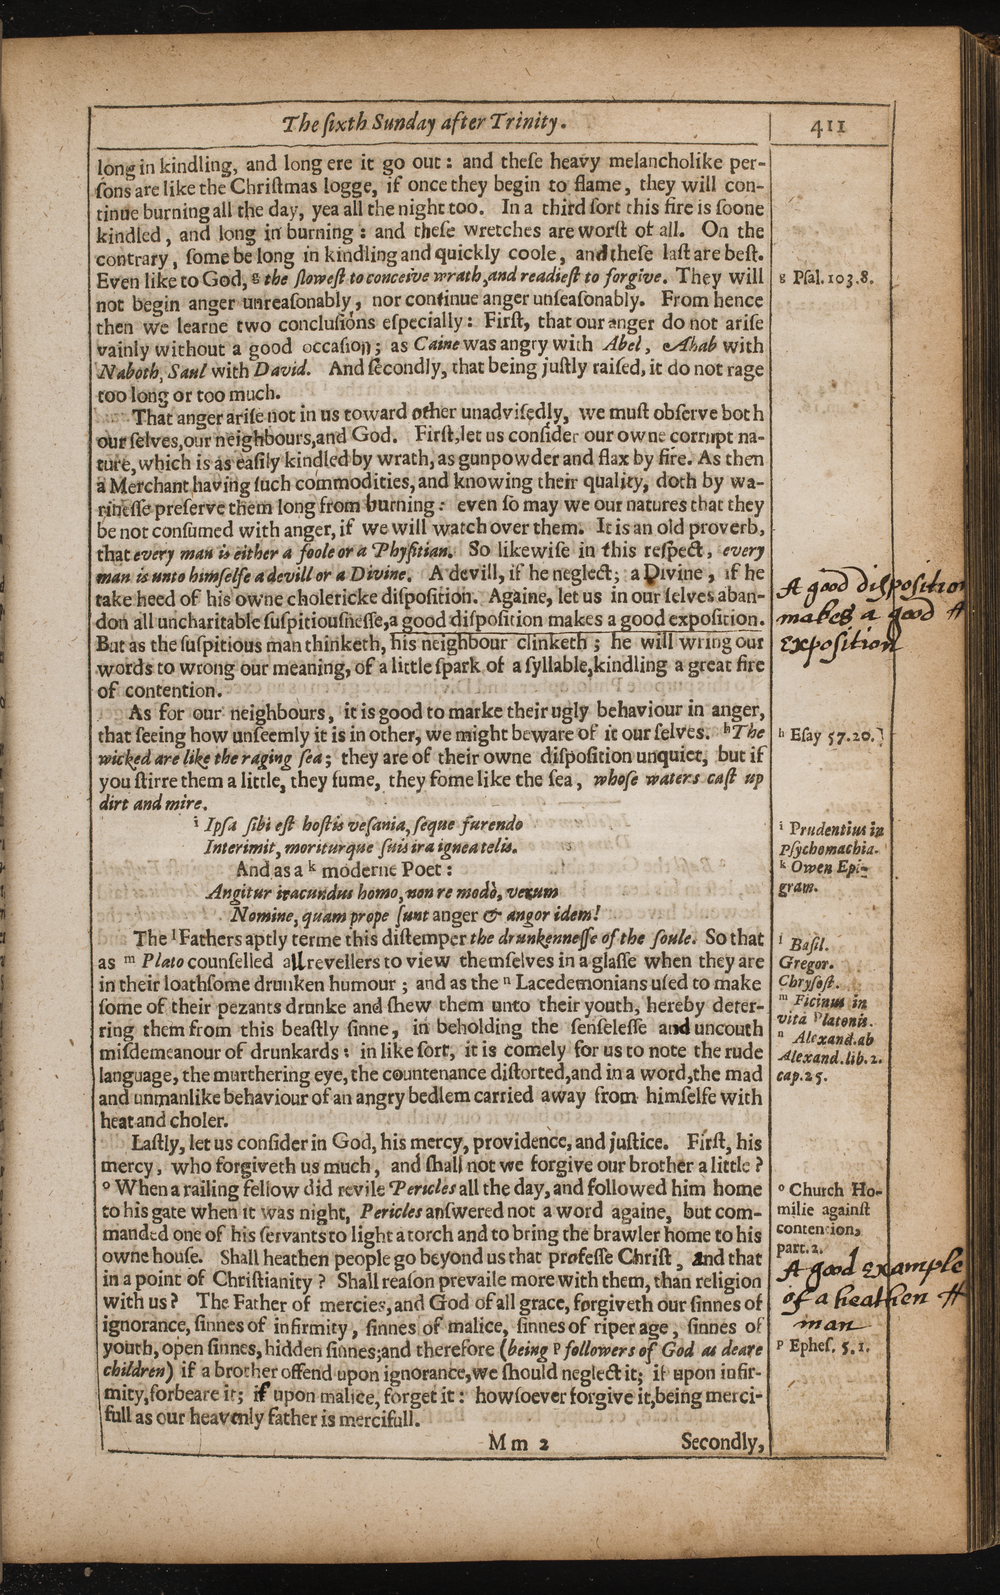 The ſixth Sunday after Trinity.
411
long in kindling, and long ere it go out: and theſe heavy melancholike per-
ſons are like the Chriſtmas logge, if once they begin to flame, they will con-
tinue burning all the day, yea all the night too. In a third ſort this fire is ſoone
kindled, and long in burning: and theſe wretches are worſt of all. On the
contrary, ſome be long in kindling and quickly coole, and theſe laſt are beſt.
Even like to God, g the ſloweſt to conceive wrath, and readieſt to forgive. They will
not begin anger unreaſonably, nor continue anger unſeaſonably. From hence
then we learne two concluſions eſpecially: Firſt, that our anger do not ariſe
vainly without a good occaſion; as Caine was angry with Abel, Ahab with
Naboth, Saul with David. And ſecondly, that being juſtly raiſed, it do not rage
too long or too much.
That anger ariſe not in us toward other unadviſedly, we muſt obſerve both
our ſelves, our neighbours, and God. Firſt, let us conſider our owne corrupt na-
ture, which is as eaſily kindled by wrath, as gunpowder and flax by fire. As then
a Merchant having ſuch commodities, and knowing their quality, doth by wa-
rineſſe preſerve them long from burning: even ſo may we our natures that they
be not conſumed with anger, if we will watch over them. It is an old proverb,
that every man is either a foole or a Phyſitian. So likewiſe in this reſpect, every
man is unto himſelfe a devill or a Divine. A devill, if he neglect; a Divine, if he
take heed of his owne cholericke diſpoſition. Againe, let us in our ſelves aban-
don all uncharitable ſuſpitiouſneſſe, a good diſpoſition makes a good expoſition.
But as the ſuſpitious man thinketh, his neighbour clinketh; he will wring our
words to wrong our meaning, of a little ſpark of a ſyllable, kindling a great fire
of contention.
As for our neighbours, it is good to marke their ugly behaviour in anger,
that ſeeing how unſeemly it is in other, we might beware of it our ſelves. h The
wicked are like the raging ſea; they are of their owne diſpoſition unquiet, but if
you ſtirre them a little, they fume, they fome like the ſea, whoſe waters caſt up
dirt and mire.
i Ipſa ſibi eſt hoſtis veſania, ſeque furendo
Interimit, moriturque ſuis ira ignea telis.
And as a k moderne Poet:
Angitur iracundus homo, non re modò, verum
Nomine, quam prope ſunt anger & angor idem!
The l Fathers aptly terme this diſtemper the drunkenneſſe of the ſoule. So that
as m Plato counſelled all revellers to view themſelves in a glaſſe when they are
in their loathſome drunken humour; and as the n Lacedemonians uſed to make
ſome of their pezants drunke and ſhew them unto their youth, hereby deter-
ring them from this beaſtly ſinne, in beholding the ſenſeleſſe and uncouth
miſdemeanour of drunkards: in like ſort, it is comely for us to note the rude
language, the murthering eye, the countenance diſtorted, and in a word, the mad
and unmanlike behaviour of an angry bedlem carried away from himſelfe with
heat and choler.
Laſtly, let us conſider in God, his mercy, providence, and juſtice. Firſt, his
mercy, who forgiveth us much, and ſhall not we forgive our brother a little?
o When a railing fellow did revile Pericles all the day, and followed him home
to his gate when it was night, Pericles anſwered not a word againe, but com-
manded one of his ſervants to light a torch and to bring the brawler home to his
owne houſe. Shall heathen people go beyond us that profeſſe Chriſt, and that
in a point of Chriſtianity? Shall reaſon prevaile more with them, than religion
with us? The Father of mercies, and God of all grace, forgiveth our ſinnes of
ignorance, ſinnes of infirmity, ſinnes of malice, ſinnes of riper age, ſinnes of
youth, open ſinnes, hidden ſinnes; and therefore (being p followers of God as deare
children) if a brother offend upon ignorance, we ſhould neglect it; if upon infir-
mity, forbeare it; if upon malice, forget it: howſoever forgive it, being merci-
full as our heavenly father is mercifull.
Mm 2
Secondly,
g Pſal. 103.8.
A good diſpoſition
makes a good #
Expoſition
h Eſay 57.20.
i Prudentius in
Pſychomachia.
k Owen Epi-
gram.
l Baſil.
Gregor.
Chryſoſt.
m Ficinus in
vita Platonis.
n Alexand. ab
Alexand. lib. 2.
cap. 25.
o Church Ho-
milie againſt
contention,
part. 2.
A good Example
of a heathen #
man
p Epheſ. 5.1.